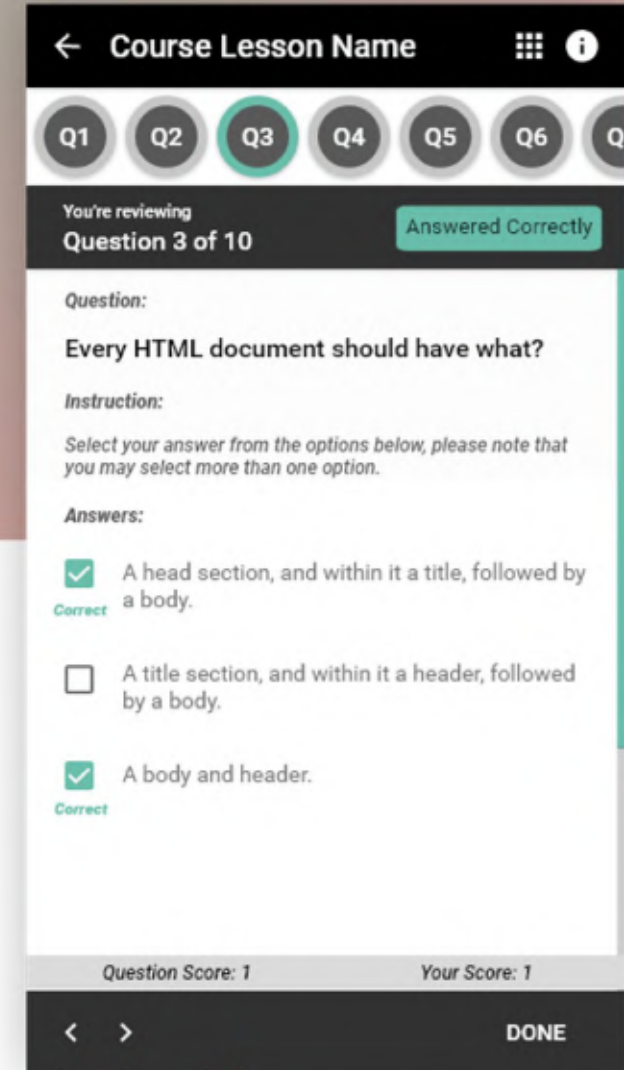 Course Lesson Name
Q1 Q2 Q3 Q4 Q5 Q6 Q
You're reviewing
Question 3 of 10
Answered Correctly
Question:
Every HTML document should have what?
Instruction:
Select your answer from the options below, please note that
you may select more than one option.
Answers:
A head section, and within it a title, followed by
a body.
Correct
A title section, and within it a header, followed
by a body.
A body and header.
Correct
Question Score: 1
Your Score: 1
DONE